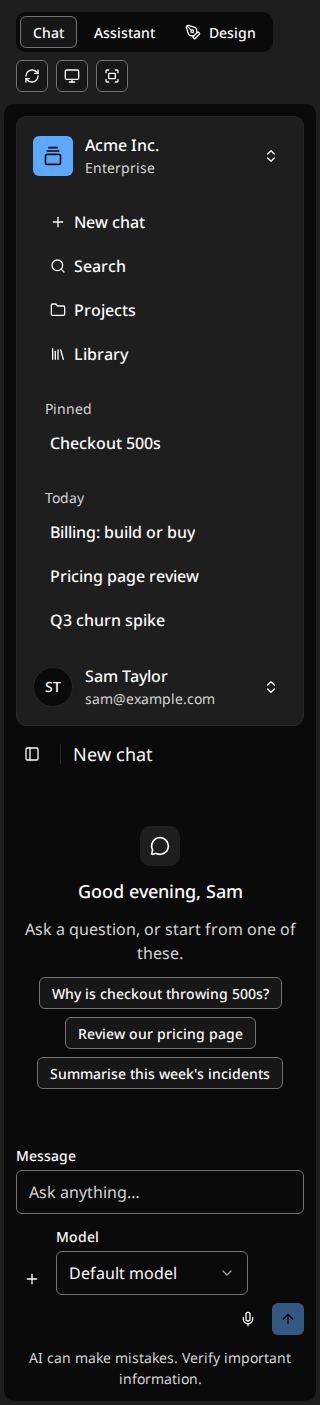 Chat Assistant Design
Acme Inc.
Enterprise
New chat
Search
Projects
Library
Pinned
Checkout 500s
Today
Billing: build or buy
Pricing page review
Q3 churn spike
ST
Sam Taylor
sam@example.com
New chat
Good evening, Sam
Ask a question, or start from one of
these.
Why is checkout throwing 500s?
Review our pricing page
Summarise this week's incidents
Message
Ask anything...
Model
Default model
AI can make mistakes. Verify important
information.